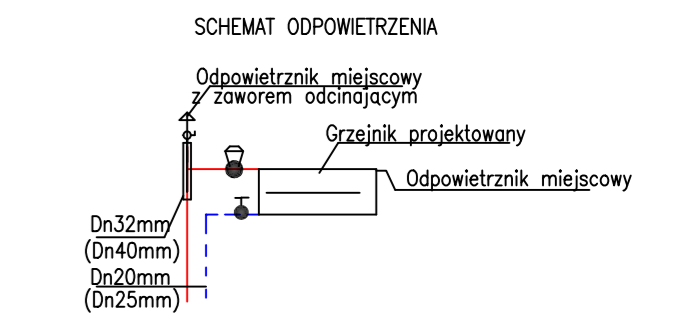 SCHEMAT ODPOWIETRZENIA
Odpowietrznik miejscowy
z zaworem odcinającym
Grzejnik projektowany
Odpowietrznik miejscowy
Dn32mm
(Dn40mm)
Dn20mm
(Dn25mm)